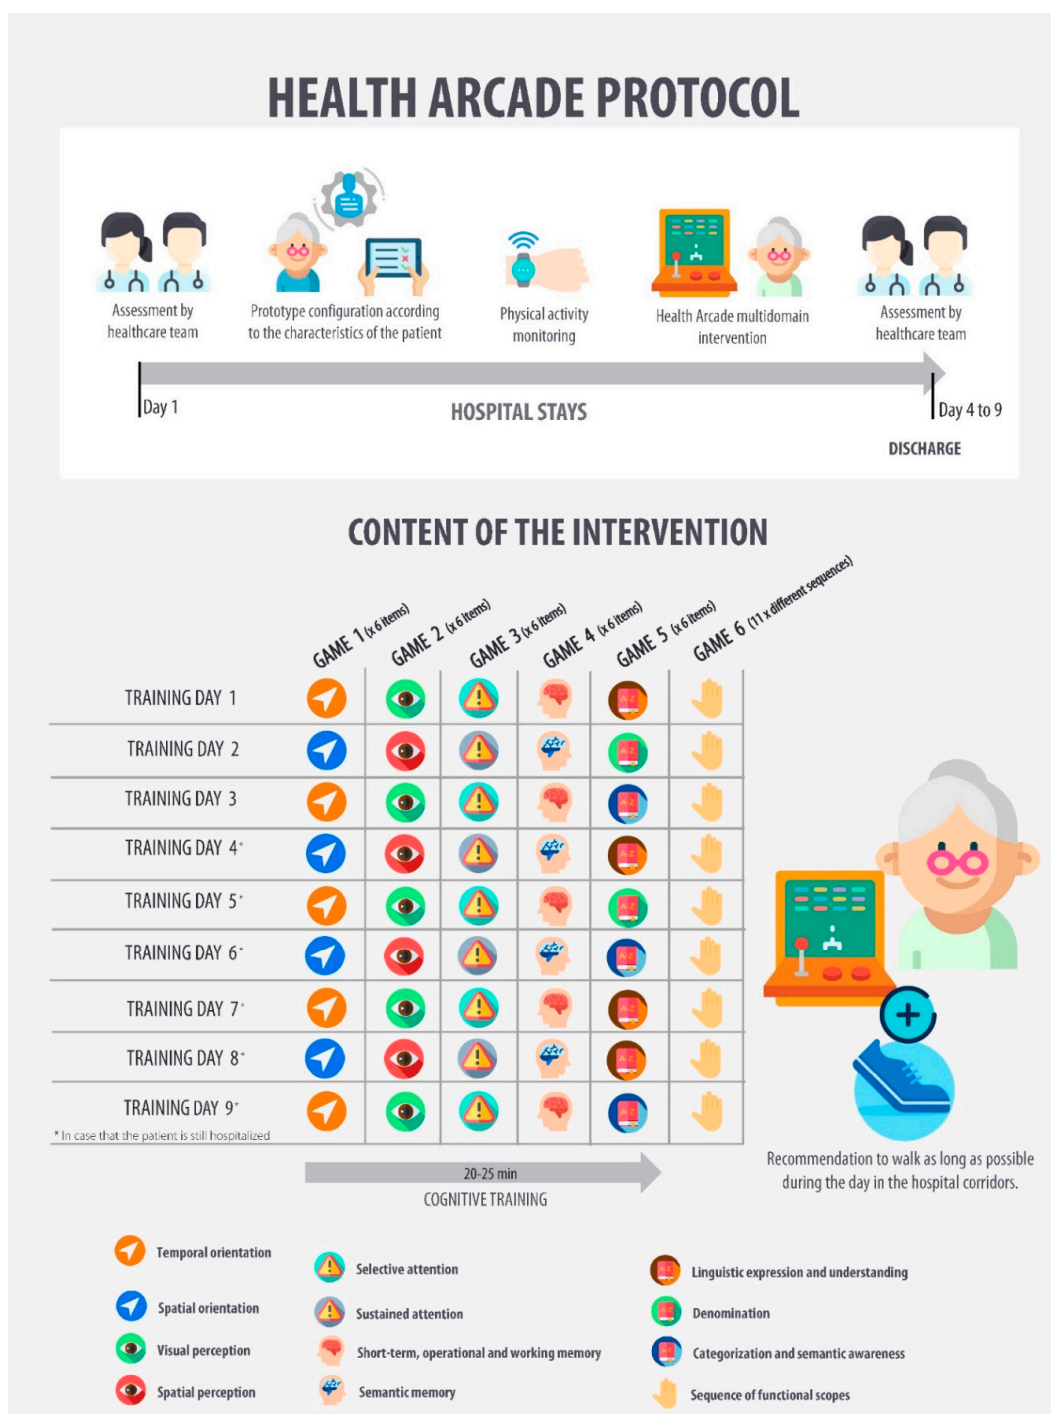 HEALTH ARCADE PROTOCOL
Assessment by
healthcare team
Prototype configuration according
to the characteristics of the patient
Physical activity
monitoring
Health Arcade multidomain
intervention
Assessment by
healthcare team
Day 1
HOSPITAL STAYS
Day 4 to 9
DISCHARGE
CONTENT OF THE INTERVENTION
GAME 1 (x 6 items)
GAME 2 (x 6 items)
GAME 3 (x 6 items)
GAME 4 (x 6 items)
GAME 5 (x 6 items)
GAME 6 (11 x different sequences)
TRAINING DAY 1
TRAINING DAY 2
TRAINING DAY 3
TRAINING DAY 4*
TRAINING DAY 5*
TRAINING DAY 6*
TRAINING DAY 7*
TRAINING DAY 8*
TRAINING DAY 9*
* In case that the patient is still hospitalized
20-25 min
COGNITIVE TRAINING
Recommendation to walk as long as possible
during the day in the hospital corridors.
Temporal orientation
Spatial orientation
Visual perception
Spatial perception
Selective attention
Sustained attention
Short-term, operational and working memory
Semantic memory
Linguistic expression and understanding
Denomination
Categorization and semantic awareness
Sequence of functional scopes